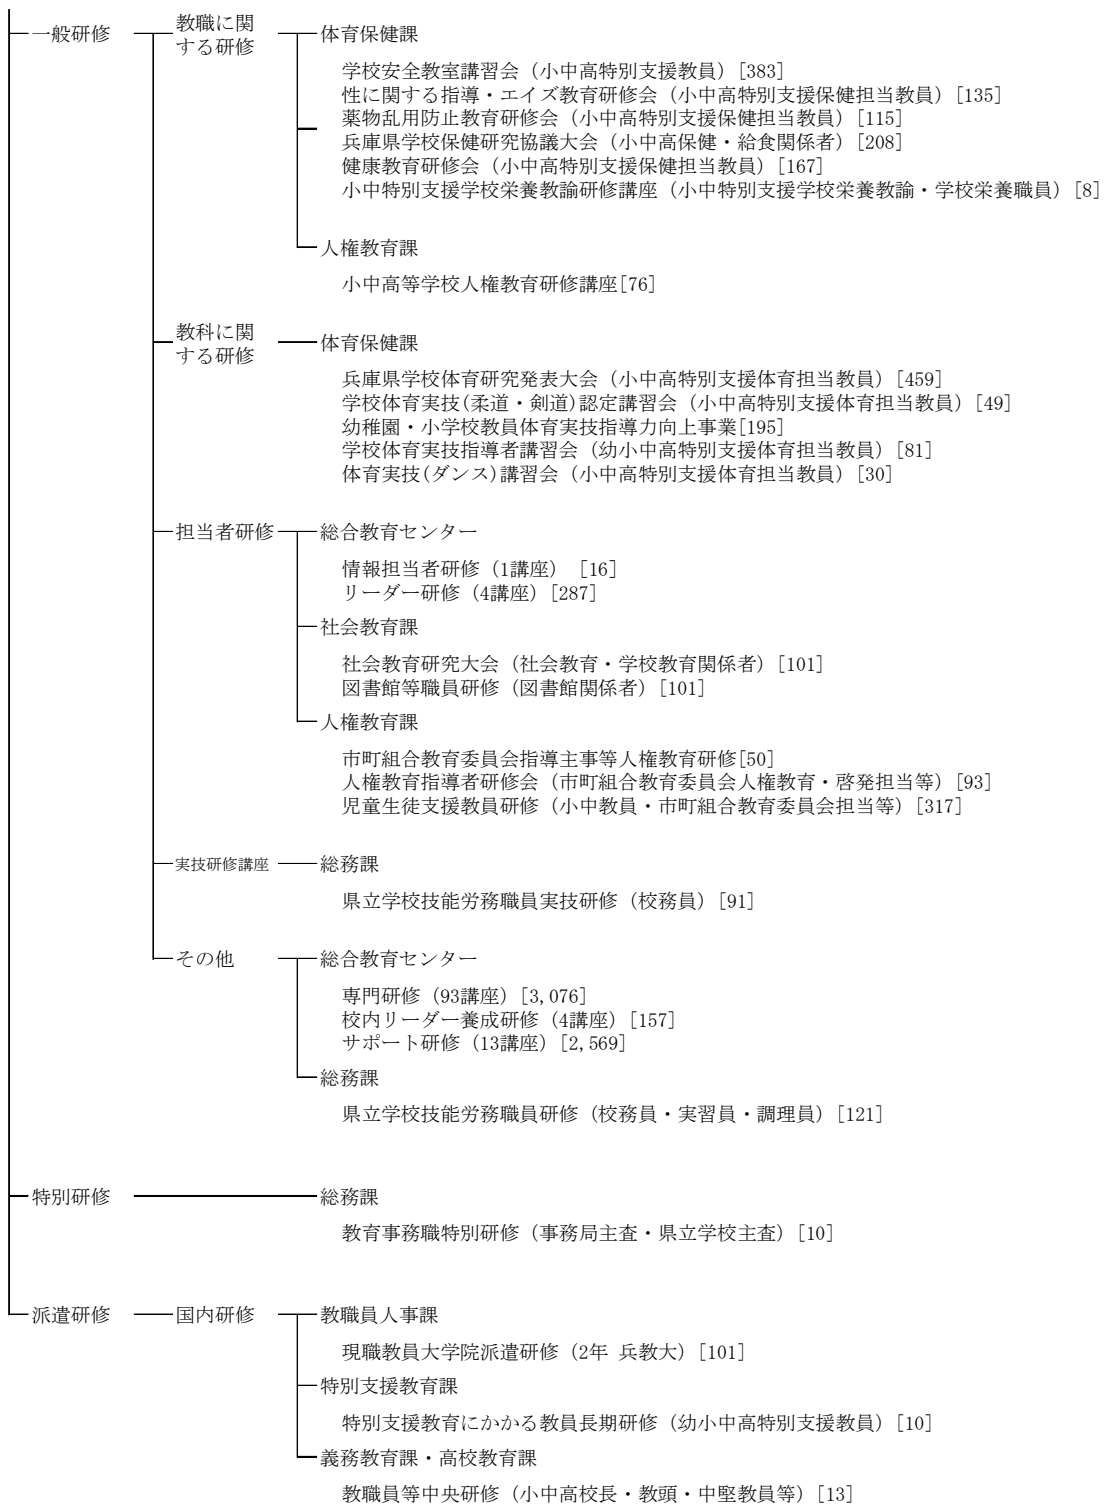 一般研修
教職に関
する研修
体育保健課
学校安全教室講習会（小中高特別支援教員）[383]
性に関する指導・エイズ教育研修会（小中高特別支援保健担当教員）[135]
薬物乱用防止教育研修会（小中高特別支援保健担当教員）[115]
兵庫県学校保健研究協議大会（小中高保健・給食関係者）[208]
健康教育研修会（小中高特別支援保健担当教員）[167]
小中特別支援学校栄養教諭研修講座（小中特別支援学校栄養教諭・学校栄養職員）[8]
人権教育課
小中高等学校人権教育研修講座[76]
教科に関
する研修
体育保健課
兵庫県学校体育研究発表大会（小中高特別支援体育担当教員）[459]
学校体育実技(柔道・剣道)認定講習会（小中高特別支援体育担当教員）[49]
幼稚園・小学校教員体育実技指導力向上事業[195]
学校体育実技指導者講習会（幼小中高特別支援体育担当教員）[81]
体育実技(ダンス)講習会（小中高特別支援体育担当教員）[30]
担当者研修
総合教育センター
情報担当者研修（1講座） [16]
リーダー研修（4講座）[287]
社会教育課
社会教育研究大会（社会教育・学校教育関係者）[101]
図書館等職員研修（図書館関係者）[101]
人権教育課
市町組合教育委員会指導主事等人権教育研修[50]
人権教育指導者研修会（市町組合教育委員会人権教育・啓発担当等）[93]
児童生徒支援教員研修（小中教員・市町組合教育委員会担当等）[317]
実技研修講座
総務課
県立学校技能労務職員実技研修（校務員）[91]
その他
総合教育センター
専門研修（93講座）[3,076]
校内リーダー養成研修（4講座）[157]
サポート研修（13講座）[2,569]
総務課
県立学校技能労務職員研修（校務員・実習員・調理員）[121]
特別研修
総務課
教育事務職特別研修（事務局主査・県立学校主査）[10]
派遣研修
国内研修
教職員人事課
現職教員大学院派遣研修（2年 兵教大）[101]
特別支援教育課
特別支援教育にかかる教員長期研修（幼小中高特別支援教員）[10]
義務教育課・高校教育課
教職員等中央研修（小中高校長・教頭・中堅教員等）[13]